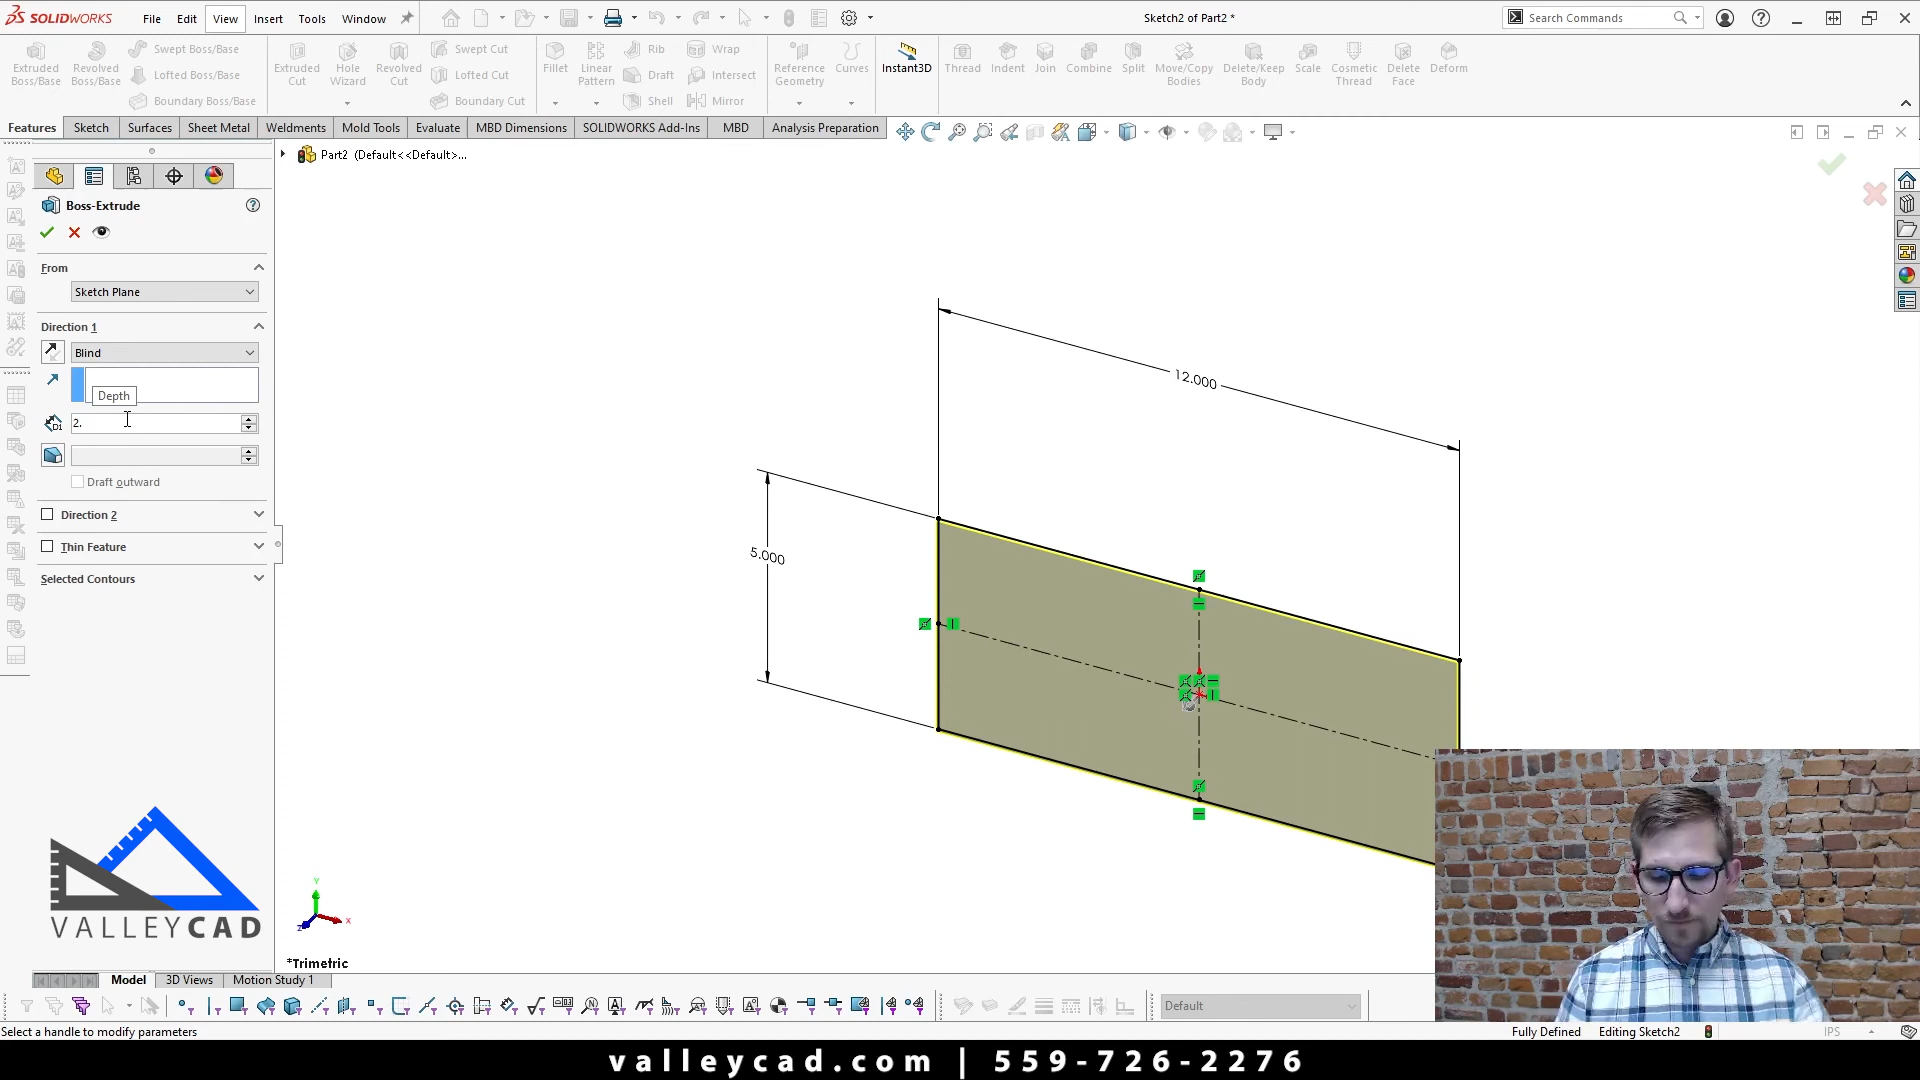 SOLIDWORKS
File Edit View Insert Tools Window
Sketch2 of Part2 *
Search Commands
Extruded Boss/Base
Revolved Boss/Base
Swept Boss/Base
Lofted Boss/Base
Boundary Boss/Base
Extruded Cut
Hole Wizard
Revolved Cut
Swept Cut
Lofted Cut
Boundary Cut
Fillet
Linear Pattern
Rib
Draft
Shell
Wrap
Intersect
Mirror
Reference Geometry
Curves
Instant3D
Thread
Indent
Join
Combine
Split
Move/Copy Bodies
Delete/Keep Body
Scale
Cosmetic Thread
Delete Face
Deform
Features Sketch Surfaces Sheet Metal Weldments Mold Tools Evaluate MBD Dimensions SOLIDWORKS Add-Ins MBD Analysis Preparation
Part2 (Default<<Default>...
Boss-Extrude
From
Sketch Plane
Direction 1
Blind
Depth
2.
Draft outward
Direction 2
Thin Feature
Selected Contours
12.000
5.000
VALLEYCAD
Y
X
Z
*Trimetric
Model 3D Views Motion Study 1
Default
Select a handle to modify parameters
Fully Defined Editing Sketch2 IPS
valleycad.com | 559-726-2276